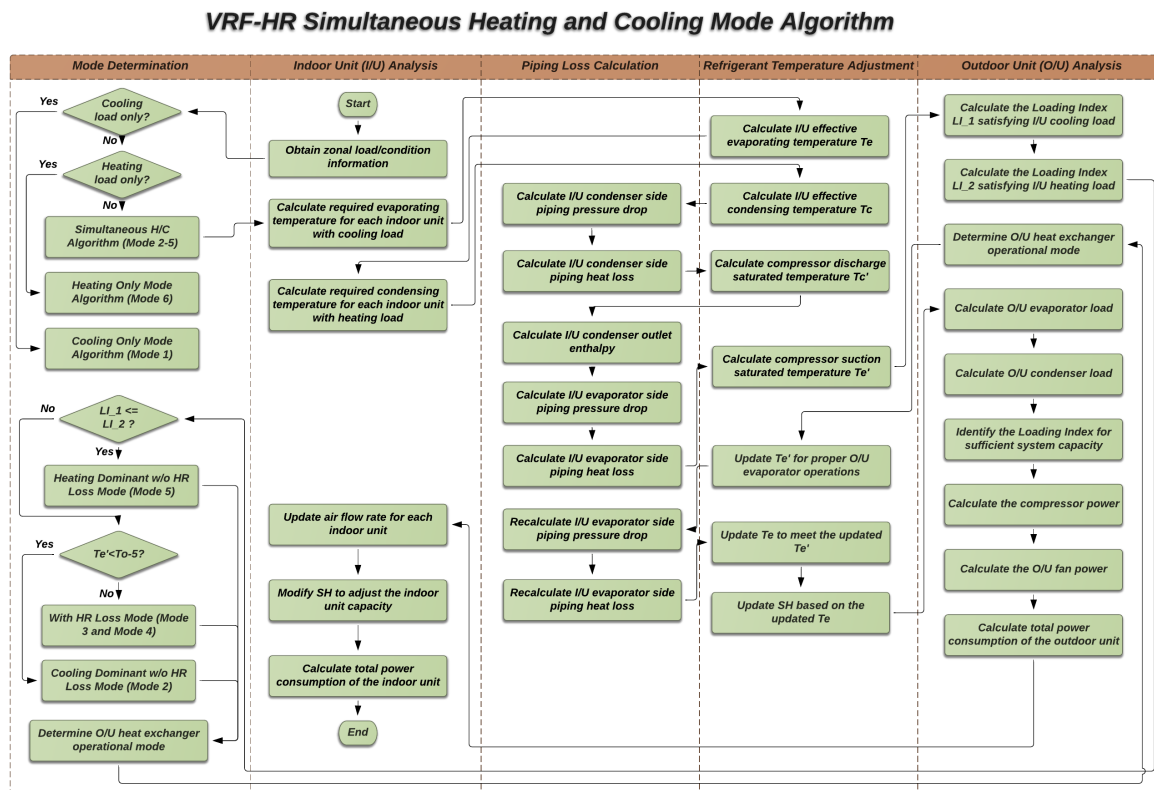 VRF-HR Simultaneous Heating and Cooling Mode Algorithm
Mode Determination
Indoor Unit (I/U) Analysis
Piping Loss Calculation
Refrigerant Temperature Adjustment
Outdoor Unit (O/U) Analysis
Yes
Cooling
load only?
No
Yes
Heating
load only?
No
Simultaneous H/C
Algorithm (Mode 2-5)
Heating Only Mode
Algorithm (Mode 6)
Cooling Only Mode
Algorithm (Mode 1)
No
LI_1 <=
LI_2 ?
Yes
Heating Dominant w/o HR
Loss Mode (Mode 5)
Yes
Te'<To-5?
No
With HR Loss Mode (Mode
3 and Mode 4)
Cooling Dominant w/o HR
Loss Mode (Mode 2)
Determine O/U heat exchanger
operational mode
Start
Obtain zonal load/condition
information
Calculate required evaporating
temperature for each indoor unit
with cooling load
Calculate required condensing
temperature for each indoor unit
with heating load
Update air flow rate for each
indoor unit
Modify SH to adjust the indoor
unit capacity
Calculate total power
consumption of the indoor unit
End
Calculate I/U condenser side
piping pressure drop
Calculate I/U condenser side
piping heat loss
Calculate I/U condenser outlet
enthalpy
Calculate I/U evaporator side
piping pressure drop
Calculate I/U evaporator side
piping heat loss
Recalculate I/U evaporator side
piping pressure drop
Recalculate I/U evaporator side
piping heat loss
Calculate I/U effective
evaporating temperature Te
Calculate I/U effective
condensing temperature Tc
Calculate compressor discharge
saturated temperature Tc'
Calculate compressor suction
saturated temperature Te'
Update Te' for proper O/U
evaporator operations
Update Te to meet the updated
Te'
Update SH based on the
updated Te
Calculate the Loading Index
LI_1 satisfying I/U cooling load
Calculate the Loading Index
LI_2 satisfying I/U heating load
Determine O/U heat exchanger
operational mode
Calculate O/U evaporator load
Calculate O/U condenser load
Identify the Loading Index for
sufficient system capacity
Calculate the compressor power
Calculate the O/U fan power
Calculate total power
consumption of the outdoor unit